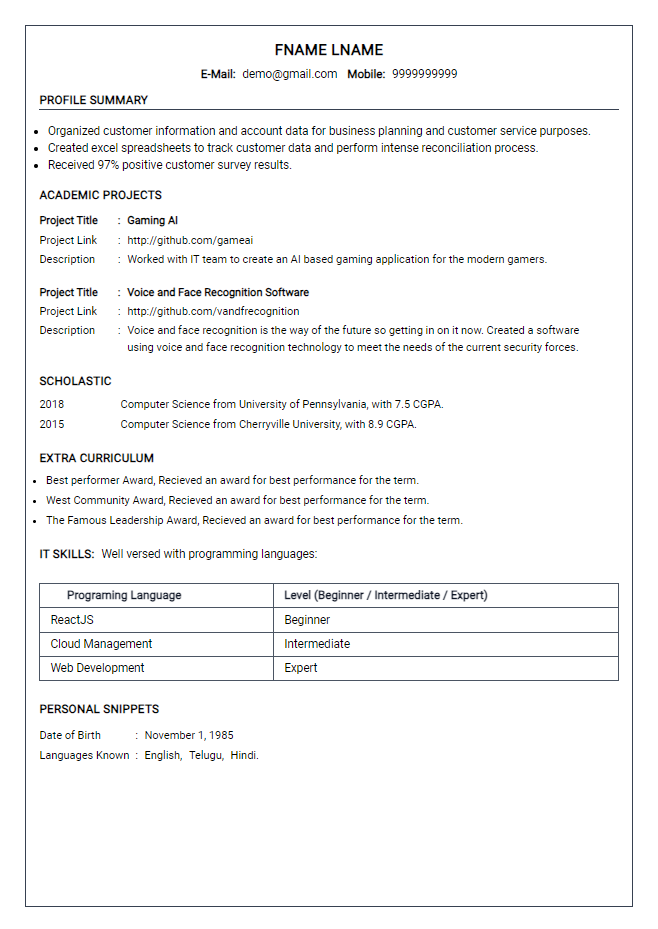 FNAME LNAME
E-Mail: demo@gmail.com Mobile: 9999999999
PROFILE SUMMARY
• Organized customer information and account data for business planning and customer service purposes.
• Created excel spreadsheets to track customer data and perform intense reconciliation process.
• Received 97% positive customer survey results.
ACADEMIC PROJECTS
Project Title : Gaming AI
Project Link : http://github.com/gameai
Description : Worked with IT team to create an AI based gaming application for the modern gamers.
Project Title : Voice and Face Recognition Software
Project Link : http://github.com/vandfrecognition
Description : Voice and face recognition is the way of the future so getting in on it now. Created a software
using voice and face recognition technology to meet the needs of the current security forces.
SCHOLASTIC
2018 Computer Science from University of Pennsylvania, with 7.5 CGPA.
2015 Computer Science from Cherryville University, with 8.9 CGPA.
EXTRA CURRICULUM
• Best performer Award, Recieved an award for best performance for the term.
• West Community Award, Recieved an award for best performance for the term.
• The Famous Leadership Award, Recieved an award for best performance for the term.
IT SKILLS: Well versed with programming languages:
Programing Language Level (Beginner / Intermediate / Expert)
ReactJS Beginner
Cloud Management Intermediate
Web Development Expert
PERSONAL SNIPPETS
Date of Birth : November 1, 1985
Languages Known : English, Telugu, Hindi.